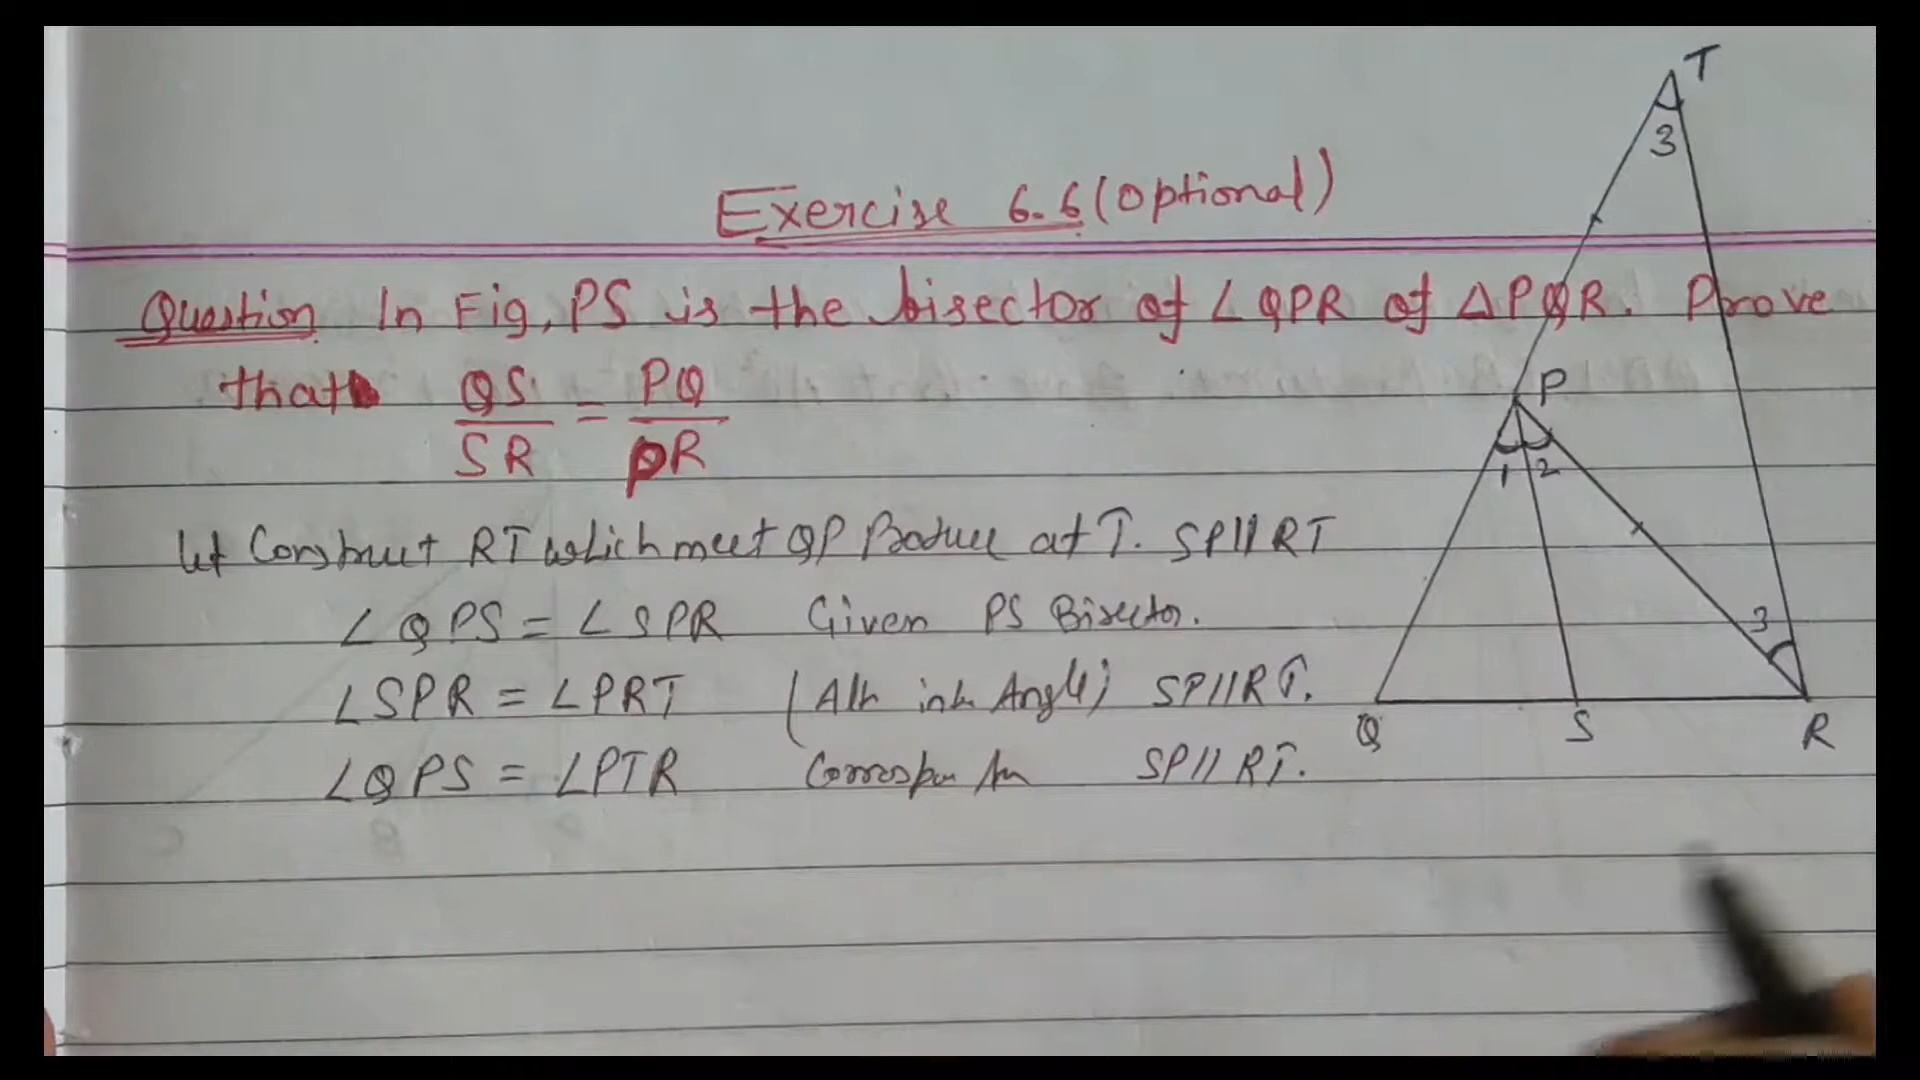 Exercise 6.6 (Optional)
Question In Fig, PS is the bisector of ∠QPR of ΔPQR. Prove
that QS/SR = PQ/PR
let Construct RT which meet QP Produce at T. SP//RT
∠QPS = ∠SPR Given PS Bisector.
∠SPR = ∠PRT (Alt int Angle) SP//RT.
∠QPS = ∠PTR SP//RT.
T
3
P
1 2
3
Q S R